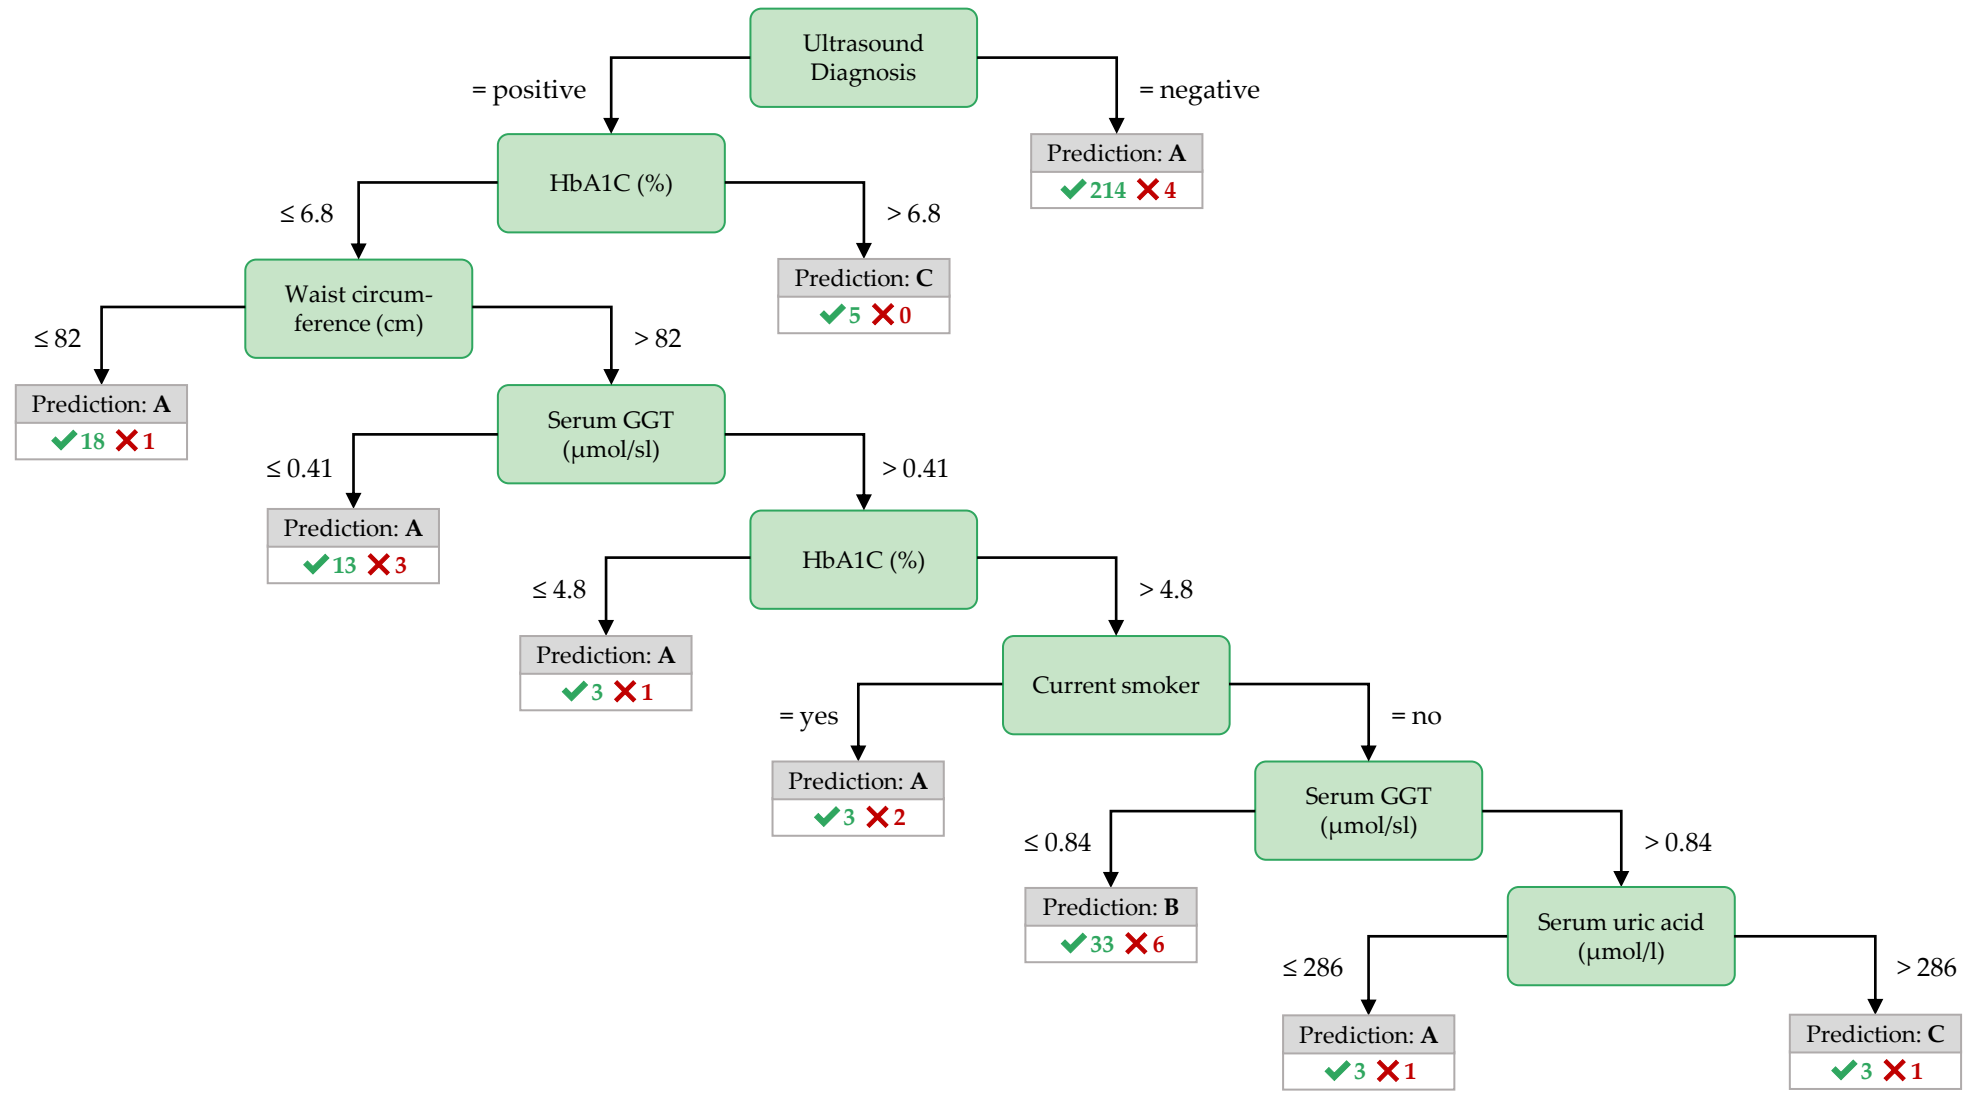 Ultrasound
Diagnosis
= positive
= negative
HbA1C (%)
Prediction: A
✔ 214 ✖ 4
≤ 6.8
> 6.8
Waist circum-
ference (cm)
Prediction: C
✔ 5 ✖ 0
≤ 82
> 82
Prediction: A
✔ 18 ✖ 1
Serum GGT
(µmol/sl)
≤ 0.41
> 0.41
Prediction: A
✔ 13 ✖ 3
HbA1C (%)
≤ 4.8
> 4.8
Prediction: A
✔ 3 ✖ 1
Current smoker
= yes
= no
Prediction: A
✔ 3 ✖ 2
Serum GGT
(µmol/sl)
≤ 0.84
> 0.84
Prediction: B
✔ 33 ✖ 6
Serum uric acid
(µmol/l)
≤ 286
> 286
Prediction: A
✔ 3 ✖ 1
Prediction: C
✔ 3 ✖ 1